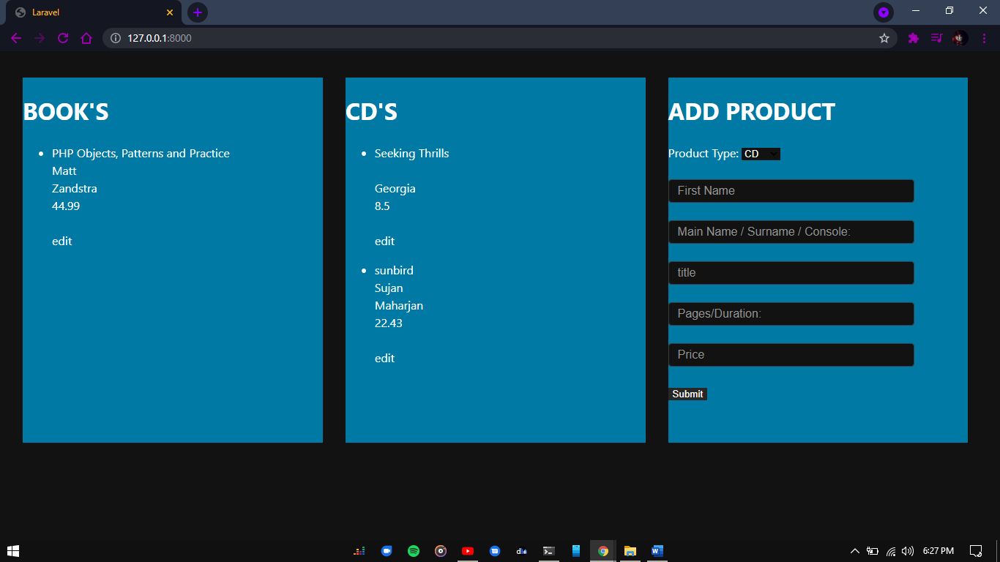 Laravel
127.0.0.1:8000
BOOK'S
PHP Objects, Patterns and Practice
Matt
Zandstra
44.99
edit
CD'S
Seeking Thrills
Georgia
8.5
edit
sunbird
Sujan
Maharjan
22.43
edit
ADD PRODUCT
Product Type: CD
First Name
Main Name / Surname / Console:
title
Pages/Duration:
Price
Submit
6:27 PM